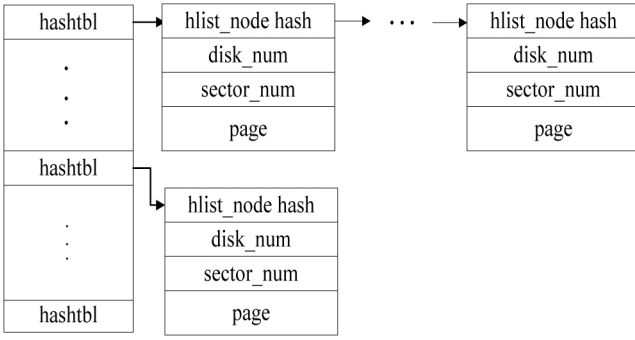 hashtbl
hlist_node hash
disk_num
sector_num
page
...
hlist_node hash
disk_num
sector_num
page
hashtbl
hlist_node hash
disk_num
sector_num
page
hashtbl